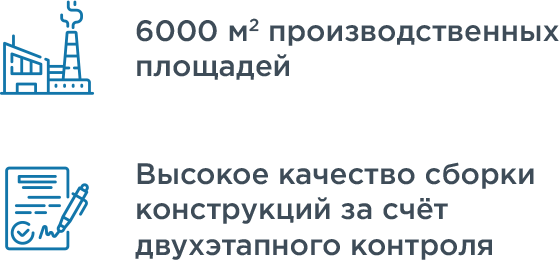 6000 м² производственных
площадей
Высокое качество сборки
конструкций за счёт
двухэтапного контроля